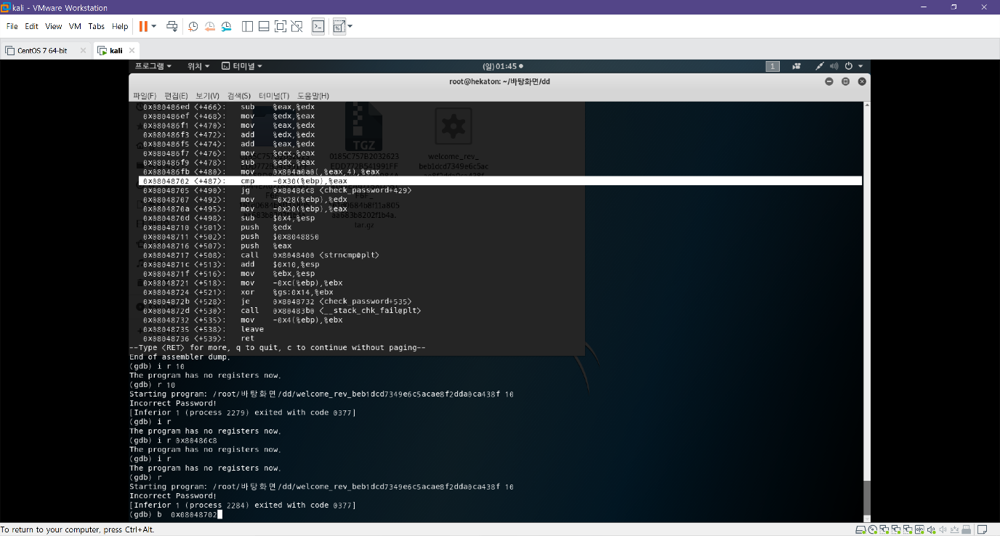 kali - VMware Workstation
File Edit View VM Tabs Help
CentOS 7 64-bit
kali
프로그램 위치 터미널 (일) 01:45 1
root@hekaton: ~/바탕화면/dd
파일(F) 편집(E) 보기(V) 검색(S) 터미널(T) 도움말(H)
0x080486ed <+466>: sub %eax,%edx
0x080486ef <+468>: mov %edx,%eax
0x080486f1 <+470>: mov %eax,%edx
0x080486f3 <+472>: add %edx,%edx
0x080486f5 <+474>: add %eax,%edx
0x080486f7 <+476>: mov %ecx,%eax
0x080486f9 <+478>: sub %edx,%eax
0x080486fb <+480>: mov 0x804a0a0(,%eax,4),%eax
0x08048702 <+487>: cmp -0x30(%ebp),%eax
0x08048705 <+490>: jg 0x80486c8 <check_password+429>
0x08048707 <+492>: mov -0x28(%ebp),%edx
0x0804870a <+495>: mov -0x20(%ebp),%eax
0x0804870d <+498>: sub $0x4,%esp
0x08048710 <+501>: push %edx
0x08048711 <+502>: push $0x8048850
0x08048716 <+507>: push %eax
0x08048717 <+508>: call 0x8048400 <strncmp@plt>
0x0804871c <+513>: add $0x10,%esp
0x0804871f <+516>: mov %ebx,%esp
0x08048721 <+518>: mov -0xc(%ebp),%ebx
0x08048724 <+521>: xor %gs:0x14,%ebx
0x0804872b <+528>: je 0x8048732 <check_password+535>
0x0804872d <+530>: call 0x80483b0 <__stack_chk_fail@plt>
0x08048732 <+535>: mov -0x4(%ebp),%ebx
0x08048735 <+538>: leave
0x08048736 <+539>: ret
--Type <RET> for more, q to quit, c to continue without paging--
End of assembler dump.
(gdb) i r 10
The program has no registers now.
(gdb) r 10
Starting program: /root/바탕화면/dd/welcome_rev_beb1dcd7349e6c5acae8f2dda0ca438f 10
Incorrect Password!
[Inferior 1 (process 2279) exited with code 0377]
(gdb) i r
The program has no registers now.
(gdb) i r 0x80486c8
The program has no registers now.
(gdb) i r
The program has no registers now.
(gdb) r
Starting program: /root/바탕화면/dd/welcome_rev_beb1dcd7349e6c5acae8f2dda0ca438f 10
Incorrect Password!
[Inferior 1 (process 2284) exited with code 0377]
(gdb) b 0x08048702
TGZ
0185C757B2032623
welcome_rev_
beb1dcd7349e6c5ac
tar.gz
To return to your computer, press Ctrl+Alt.